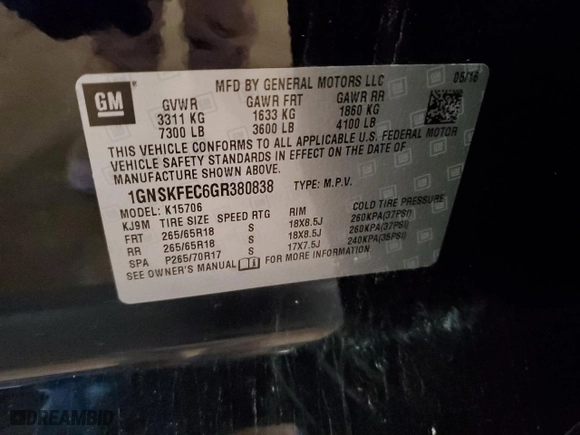 GM
MFD BY GENERAL MOTORS LLC 05/16
GVWR GAWR FRT GAWR RR
3311 KG 1633 KG 1860 KG
7300 LB 3600 LB 4100 LB
THIS VEHICLE CONFORMS TO ALL APPLICABLE U.S. FEDERAL MOTOR
VEHICLE SAFETY STANDARDS IN EFFECT ON THE DATE OF
MANUFACTURE SHOWN ABOVE.
1GNSKFEC6GR380838 TYPE: M.P.V.
MODEL: K15706
KJ9M TIRE SIZE SPEED RTG RIM COLD TIRE PRESSURE
FRT 265/65R18 S 18X8.5J 260KPA(37PSI)
RR 265/65R18 S 18X8.5J 260KPA(37PSI)
SPA P265/70R17 S 17X7.5J 240KPA(35PSI)
SEE OWNER'S MANUAL FOR MORE INFORMATION
DREAMBID